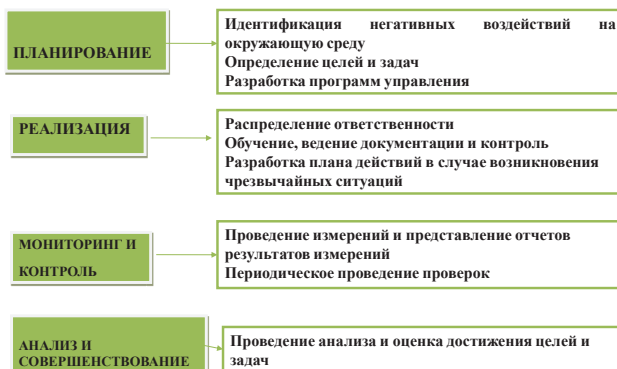 ПЛАНИРОВАНИЕ
Идентификация негативных воздействий на
окружающую среду
Определение целей и задач
Разработка программ управления
РЕАЛИЗАЦИЯ
Распределение ответственности
Обучение, ведение документации и контроль
Разработка плана действий в случае возникновения
чрезвычайных ситуаций
МОНИТОРИНГ И
КОНТРОЛЬ
Проведение измерений и представление отчетов
результатов измерений
Периодическое проведение проверок
АНАЛИЗ И
СОВЕРШЕНСТВОВАНИЕ
Проведение анализа и оценка достижения целей и
задач